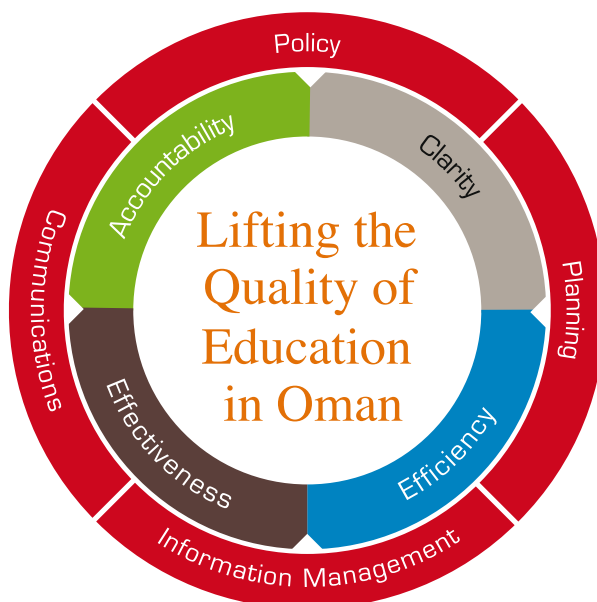 Policy
Accountability
Clarity
Communications
Lifting the
Quality of
Education
in Oman
Planning
Effectiveness
Efficiency
Information Management